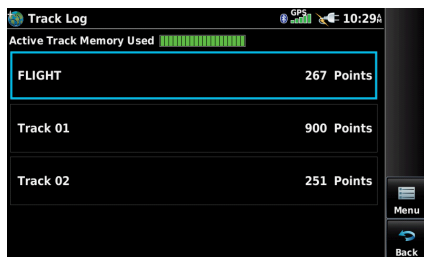 Track Log GPS 10:29A
Active Track Memory Used
FLIGHT 267 Points
Track 01 900 Points
Track 02 251 Points
Menu
Back